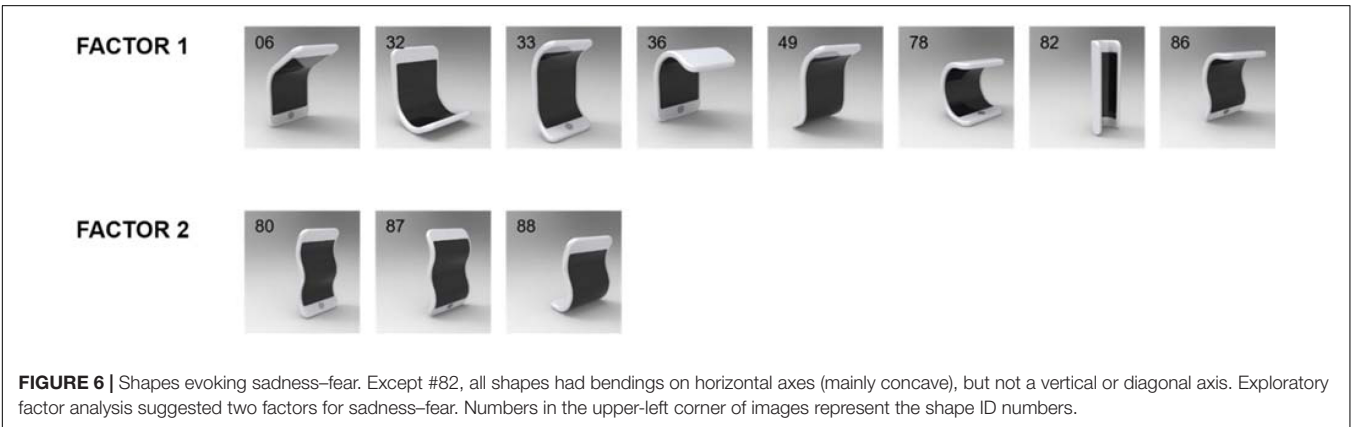 FACTOR 1
06 32 33 36 49 78 82 86
FACTOR 2
80 87 88
FIGURE 6 | Shapes evoking sadness–fear. Except #82, all shapes had bendings on horizontal axes (mainly concave), but not a vertical or diagonal axis. Exploratory
factor analysis suggested two factors for sadness–fear. Numbers in the upper-left corner of images represent the shape ID numbers.